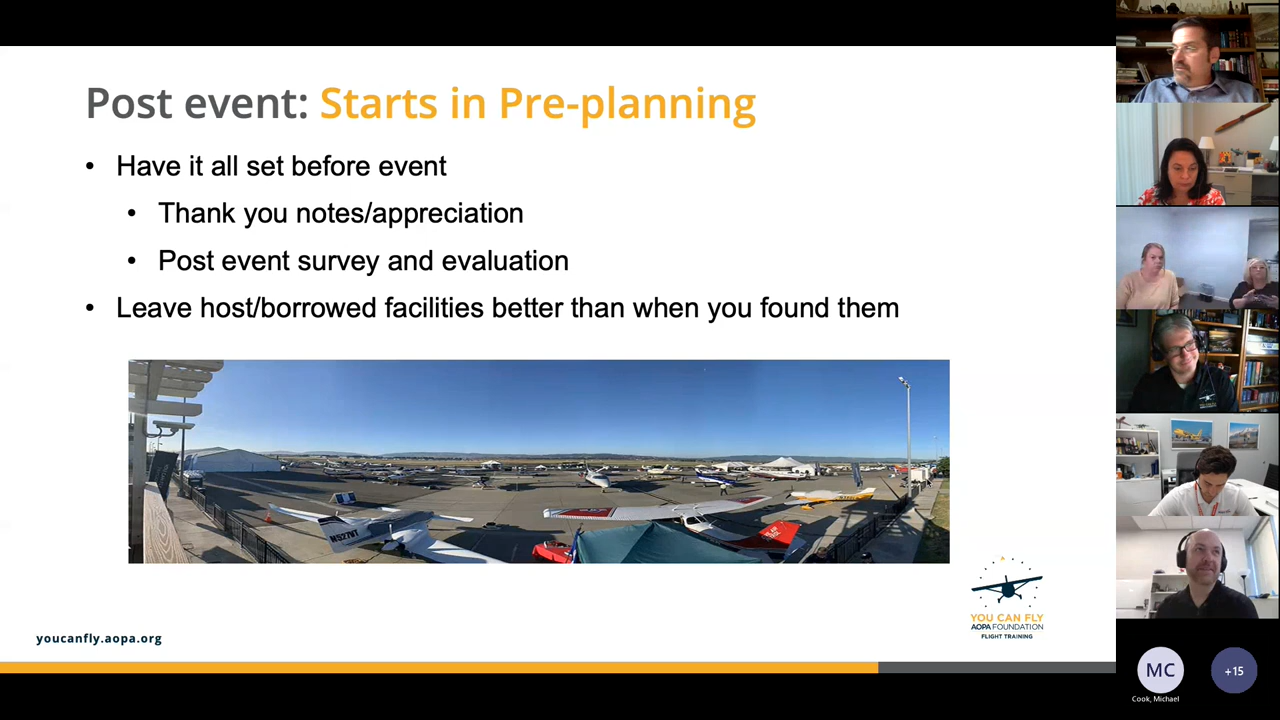 Post event: Starts in Pre-planning
• Have it all set before event
• Thank you notes/appreciation
• Post event survey and evaluation
• Leave host/borrowed facilities better than when you found them
YOU CAN FLY
AOPA FOUNDATION
FLIGHT TRAINING
youcanfly.aopa.org
MC
+15
Cook, Michael